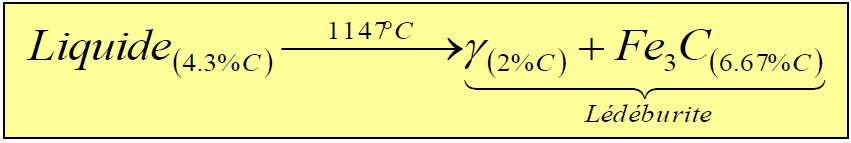 1147°C
Liquide(4.3%C) ⟶ γ(2%C) + Fe₃C(6.67%C)
Lédéburite